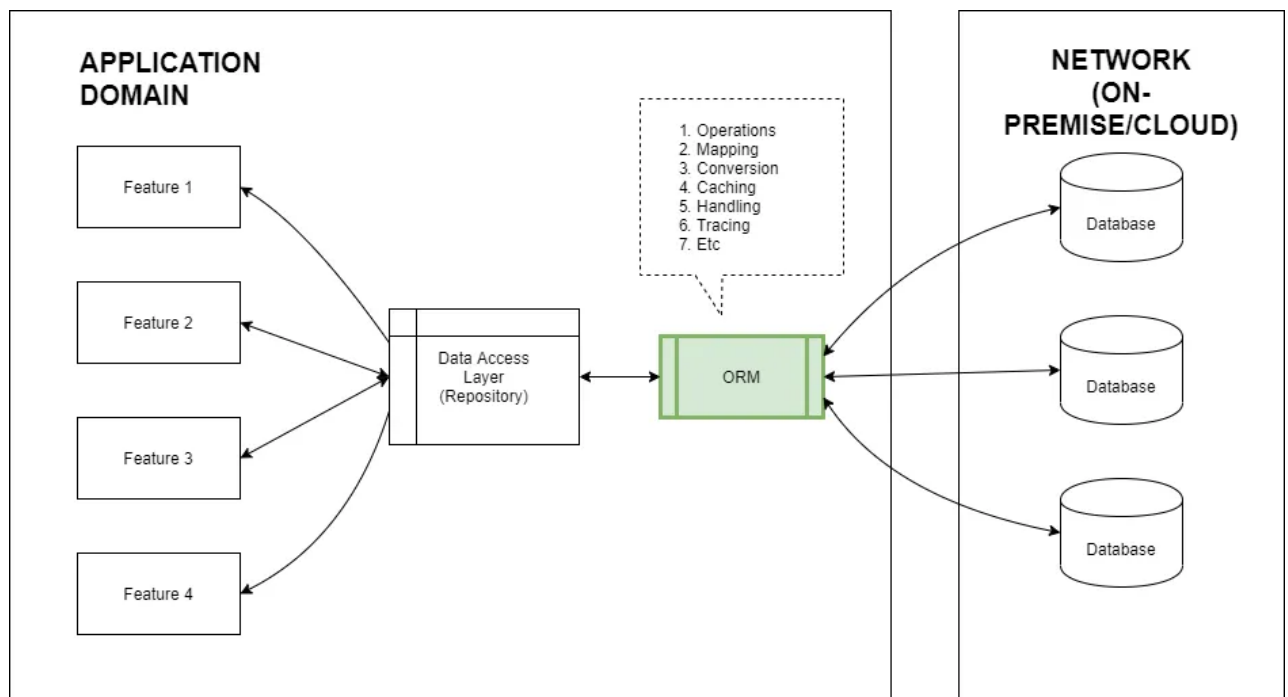 APPLICATION
DOMAIN
Feature 1
Feature 2
Feature 3
Feature 4
Data Access
Layer
(Repository)
1. Operations
2. Mapping
3. Conversion
4. Caching
5. Handling
6. Tracing
7. Etc
ORM
NETWORK
(ON-
PREMISE/CLOUD)
Database
Database
Database